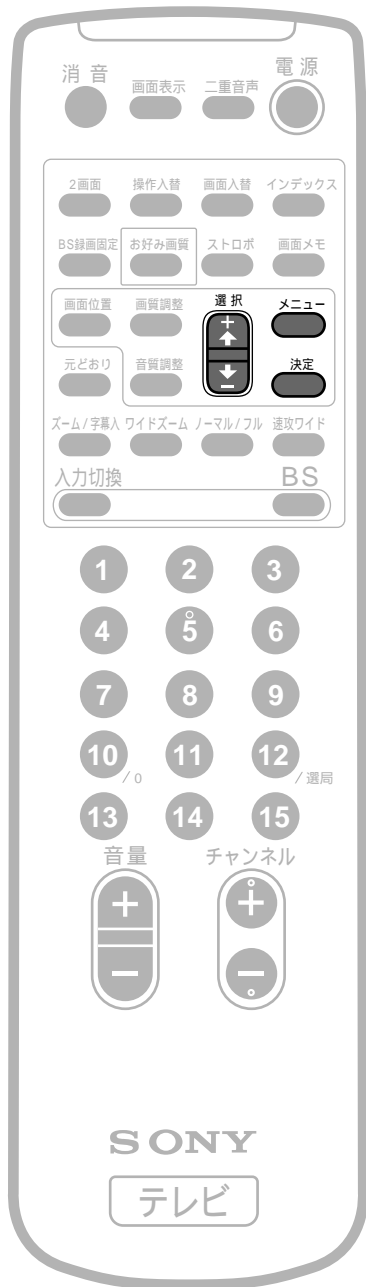 消音 画面表示 二重音声 電源
2画面 操作入替 画面入替 インデックス
BS録画固定 お好み画質 ストロボ 画面メモ
画面位置 画質調整 選択 メニュー
+
元どおり 音質調整 決定
−
ズーム/字幕入 ワイドズーム ノーマル/フル 速攻ワイド
入力切換 BS
1 2 3
4 5 6
7 8 9
10/0 11 12/選局
13 14 15
音量 チャンネル
+ +
− −
SONY
テレビ